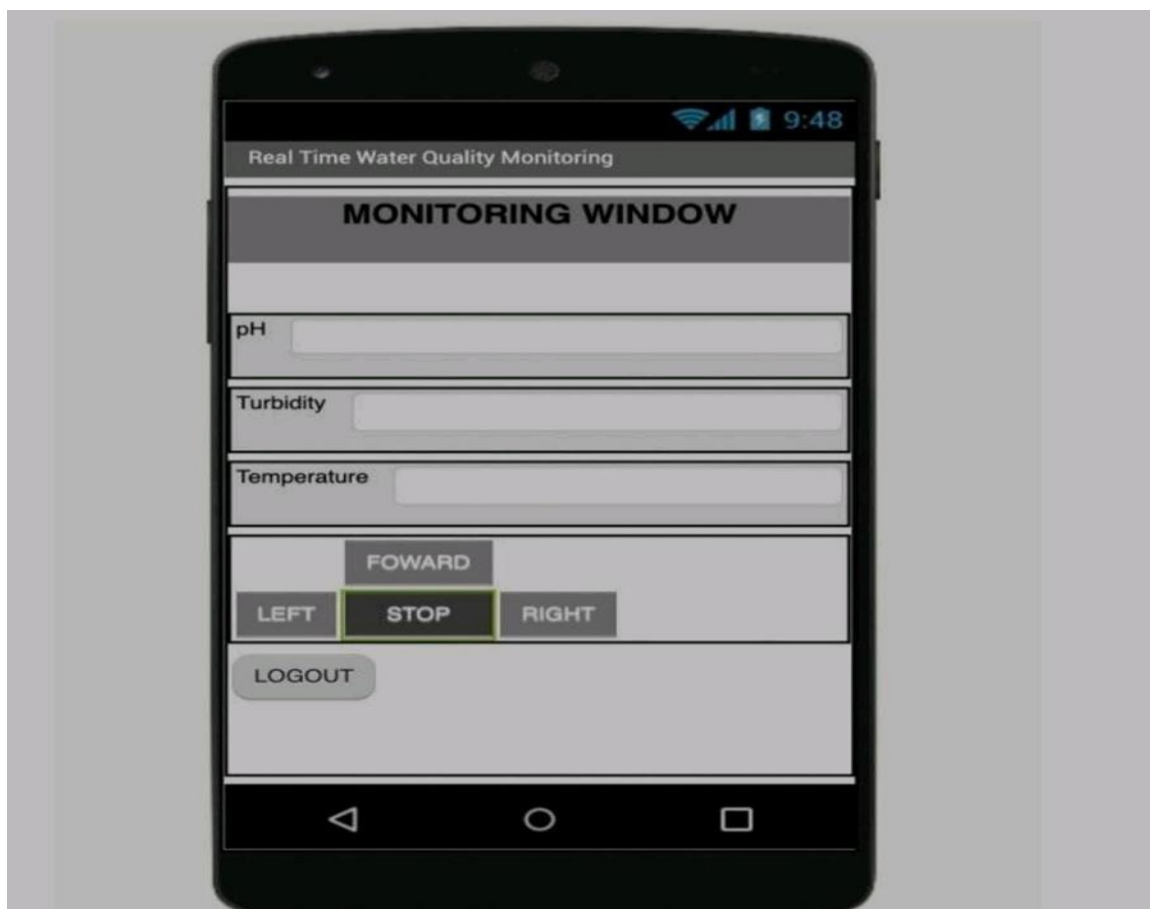 9:48
Real Time Water Quality Monitoring
MONITORING WINDOW
pH
Turbidity
Temperature
FOWARD
LEFT STOP RIGHT
LOGOUT